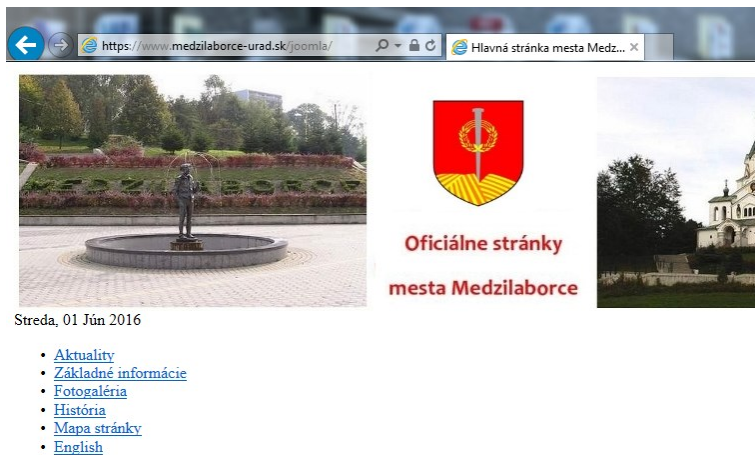 https://www.medzilaborce-urad.sk/joomla/
Hlavná stránka mesta Medz...
MEDZILABORCE
Oficiálne stránky
mesta Medzilaborce
Streda, 01 Jún 2016
Aktuality
Základné informácie
Fotogaléria
História
Mapa stránky
English